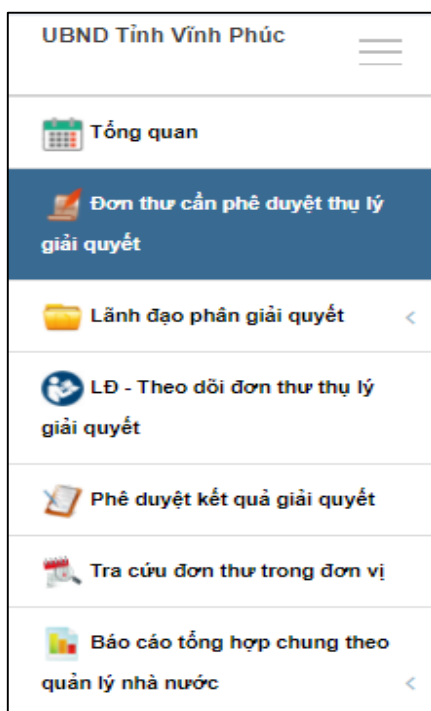 UBND Tỉnh Vĩnh Phúc
Tổng quan
Đơn thư cần phê duyệt thụ lý
giải quyết
Lãnh đạo phân giải quyết
LĐ - Theo dõi đơn thư thụ lý
giải quyết
Phê duyệt kết quả giải quyết
Tra cứu đơn thư trong đơn vị
Báo cáo tổng hợp chung theo
quản lý nhà nước